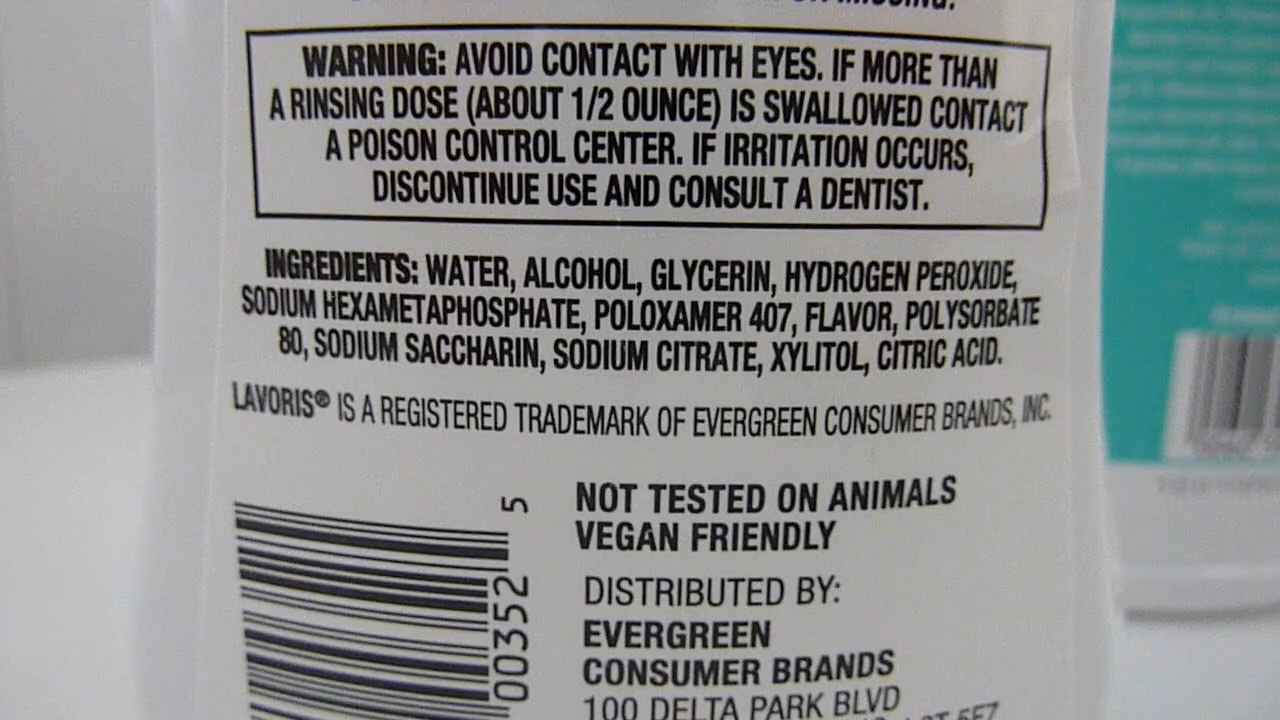 MISSING.
WARNING: AVOID CONTACT WITH EYES. IF MORE THAN
A RINSING DOSE (ABOUT 1/2 OUNCE) IS SWALLOWED CONTACT
A POISON CONTROL CENTER. IF IRRITATION OCCURS,
DISCONTINUE USE AND CONSULT A DENTIST.
INGREDIENTS: WATER, ALCOHOL, GLYCERIN, HYDROGEN PEROXIDE,
SODIUM HEXAMETAPHOSPHATE, POLOXAMER 407, FLAVOR, POLYSORBATE
80, SODIUM SACCHARIN, SODIUM CITRATE, XYLITOL, CITRIC ACID.
LAVORIS® IS A REGISTERED TRADEMARK OF EVERGREEN CONSUMER BRANDS, INC.
5
00352
NOT TESTED ON ANIMALS
VEGAN FRIENDLY
DISTRIBUTED BY:
EVERGREEN
CONSUMER BRANDS
100 DELTA PARK BLVD